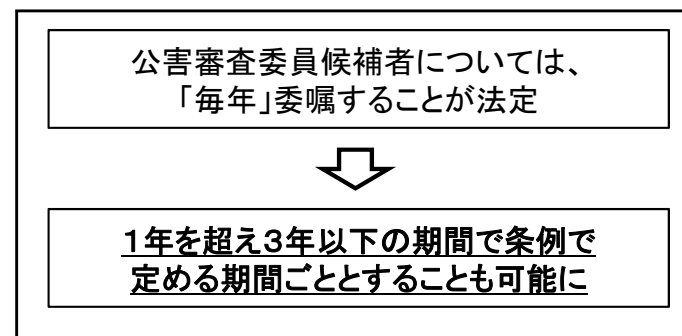 公害審査委員候補者については、
「毎年」委嘱することが法定
１年を超え３年以下の期間で条例で
定める期間ごととすることも可能に